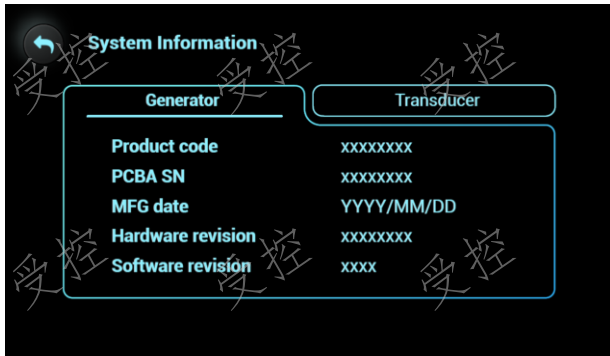 System Information
Generator
Transducer
Product code xxxxxxxx
PCBA SN xxxxxxxx
MFG date YYYY/MM/DD
Hardware revision xxxxxxxx
Software revision xxxx
受控
受控
受控
受控
受控
受控